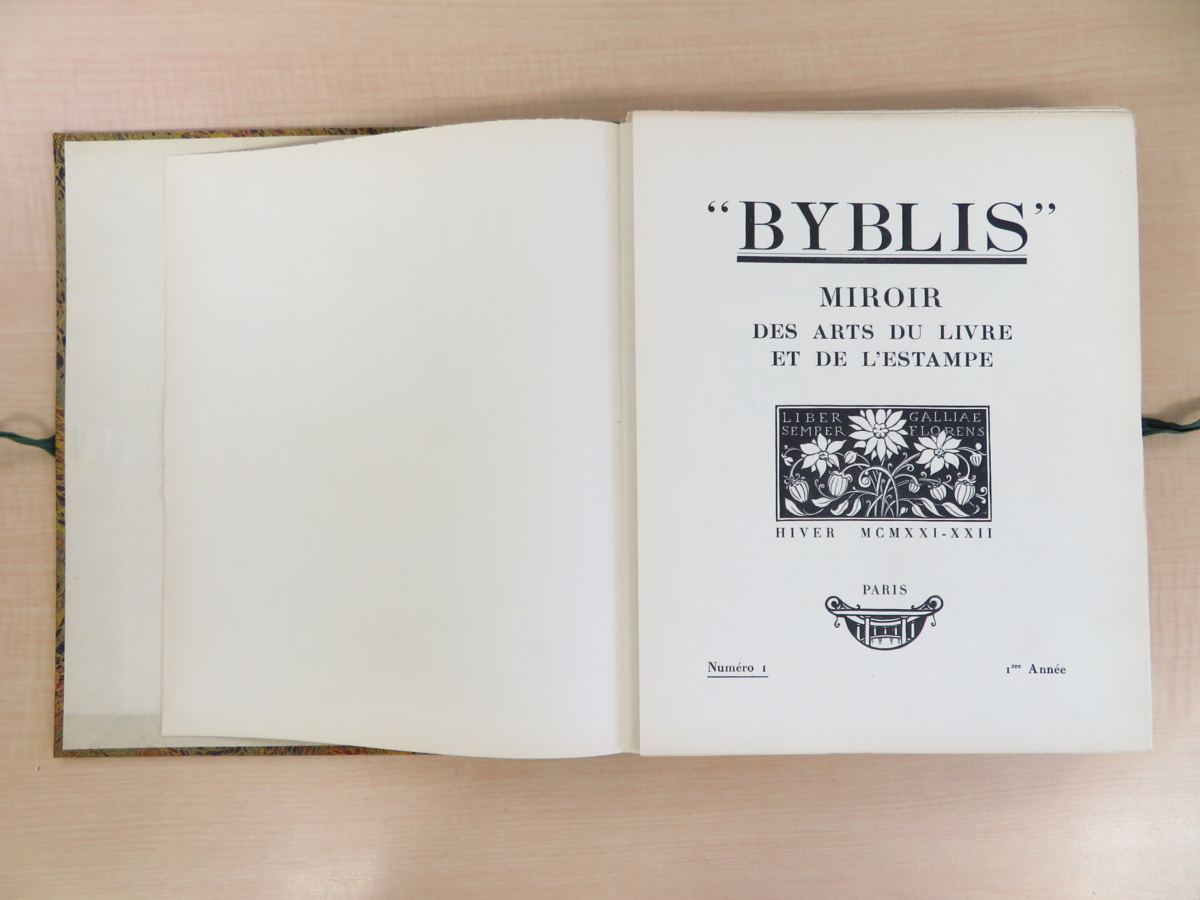 “BYBLIS”
MIROIR
DES ARTS DU LIVRE
ET DE L'ESTAMPE
LIBER GALLIAE
SEMPER FLORENS
HIVER MCMXXI-XXII
PARIS
Numéro 1 1ère Année